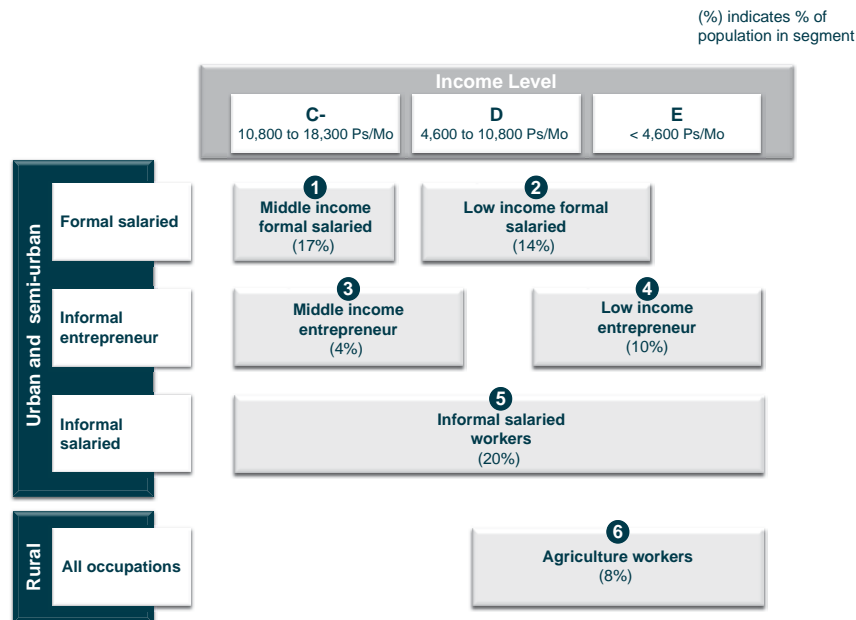 (%) indicates % of
population in segment
Income Level
C-
10,800 to 18,300 Ps/Mo
D
4,600 to 10,800 Ps/Mo
E
< 4,600 Ps/Mo
Urban and semi-urban
Formal salaried
1
Middle income
formal salaried
(17%)
2
Low income formal
salaried
(14%)
Informal
entrepreneur
3
Middle income
entrepreneur
(4%)
4
Low income
entrepreneur
(10%)
Informal
salaried
5
Informal salaried
workers
(20%)
Rural
All occupations
6
Agriculture workers
(8%)